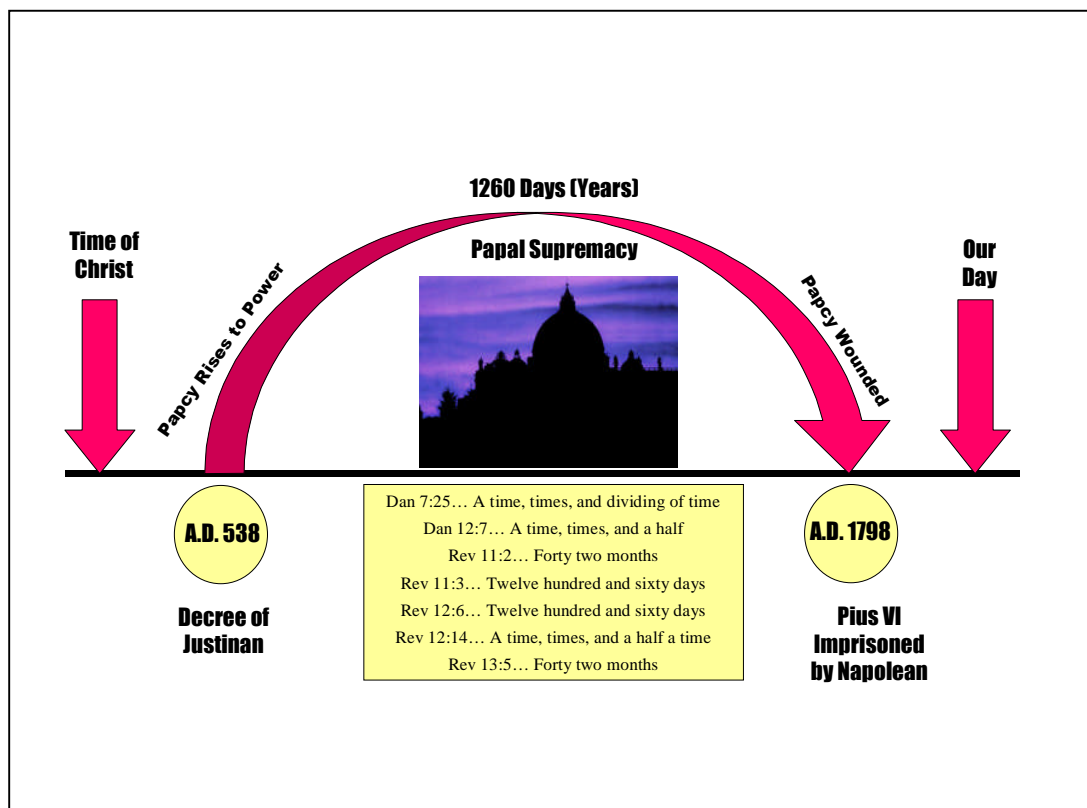 1260 Days (Years)
Time of
Christ
Papal Supremacy
Our
Day
Papcy Rises to Power
Papcy Wounded
A.D. 538
Dan 7:25… A time, times, and dividing of time
Dan 12:7… A time, times, and a half
Rev 11:2… Forty two months
Rev 11:3… Twelve hundred and sixty days
Rev 12:6… Twelve hundred and sixty days
Rev 12:14… A time, times, and a half a time
Rev 13:5… Forty two months
A.D. 1798
Decree of
Justinan
Pius VI
Imprisoned
by Napolean